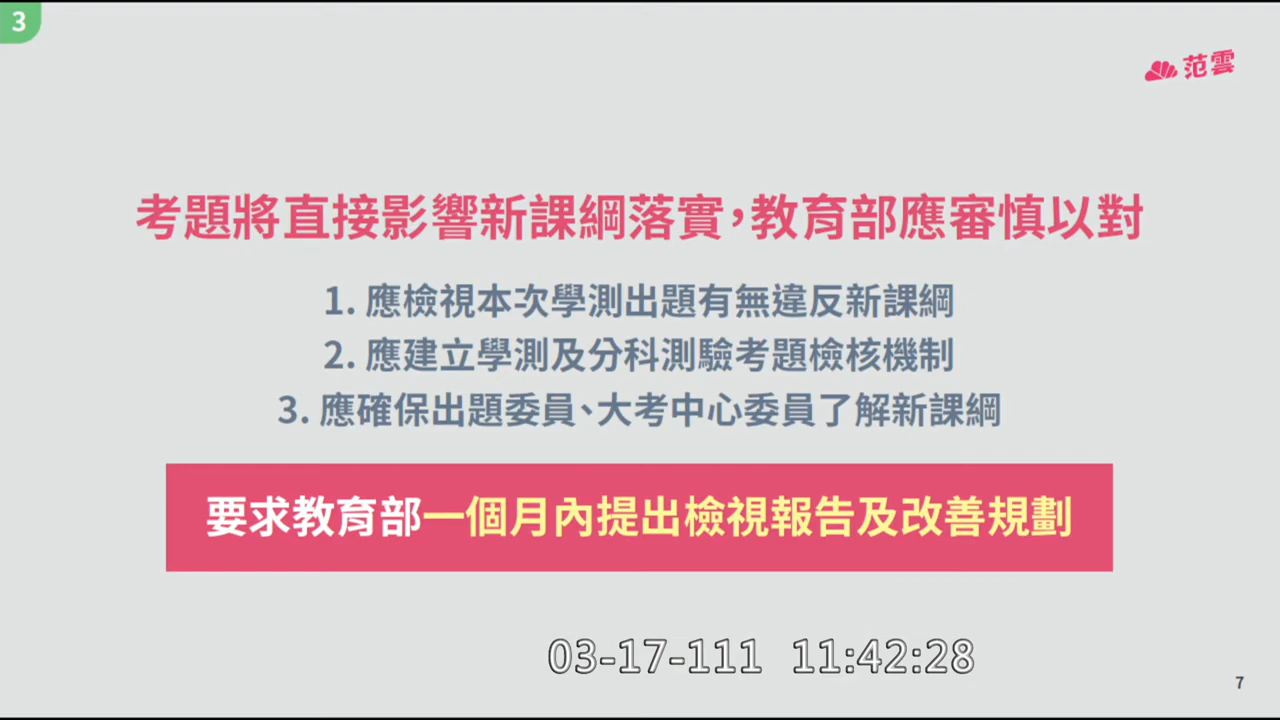 3
范雲
考題將直接影響新課綱落實，教育部應審慎以對
1. 應檢視本次學測出題有無違反新課綱
2. 應建立學測及分科測驗考題檢核機制
3. 應確保出題委員、大考中心委員了解新課綱
要求教育部一個月內提出檢視報告及改善規劃
03-17-111 11:42:28
7